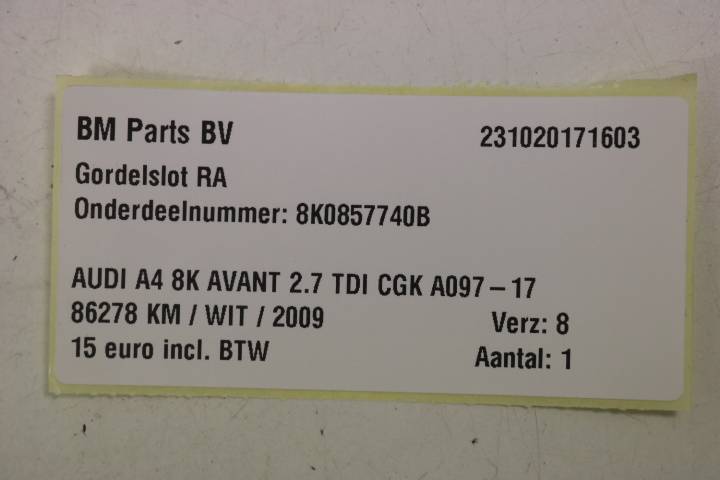 BM Parts BV 231020171603
Gordelslot RA
Onderdeelnummer: 8K0857740B
AUDI A4 8K AVANT 2.7 TDI CGK A097 – 17
86278 KM / WIT / 2009 Verz: 8
15 euro incl. BTW Aantal: 1